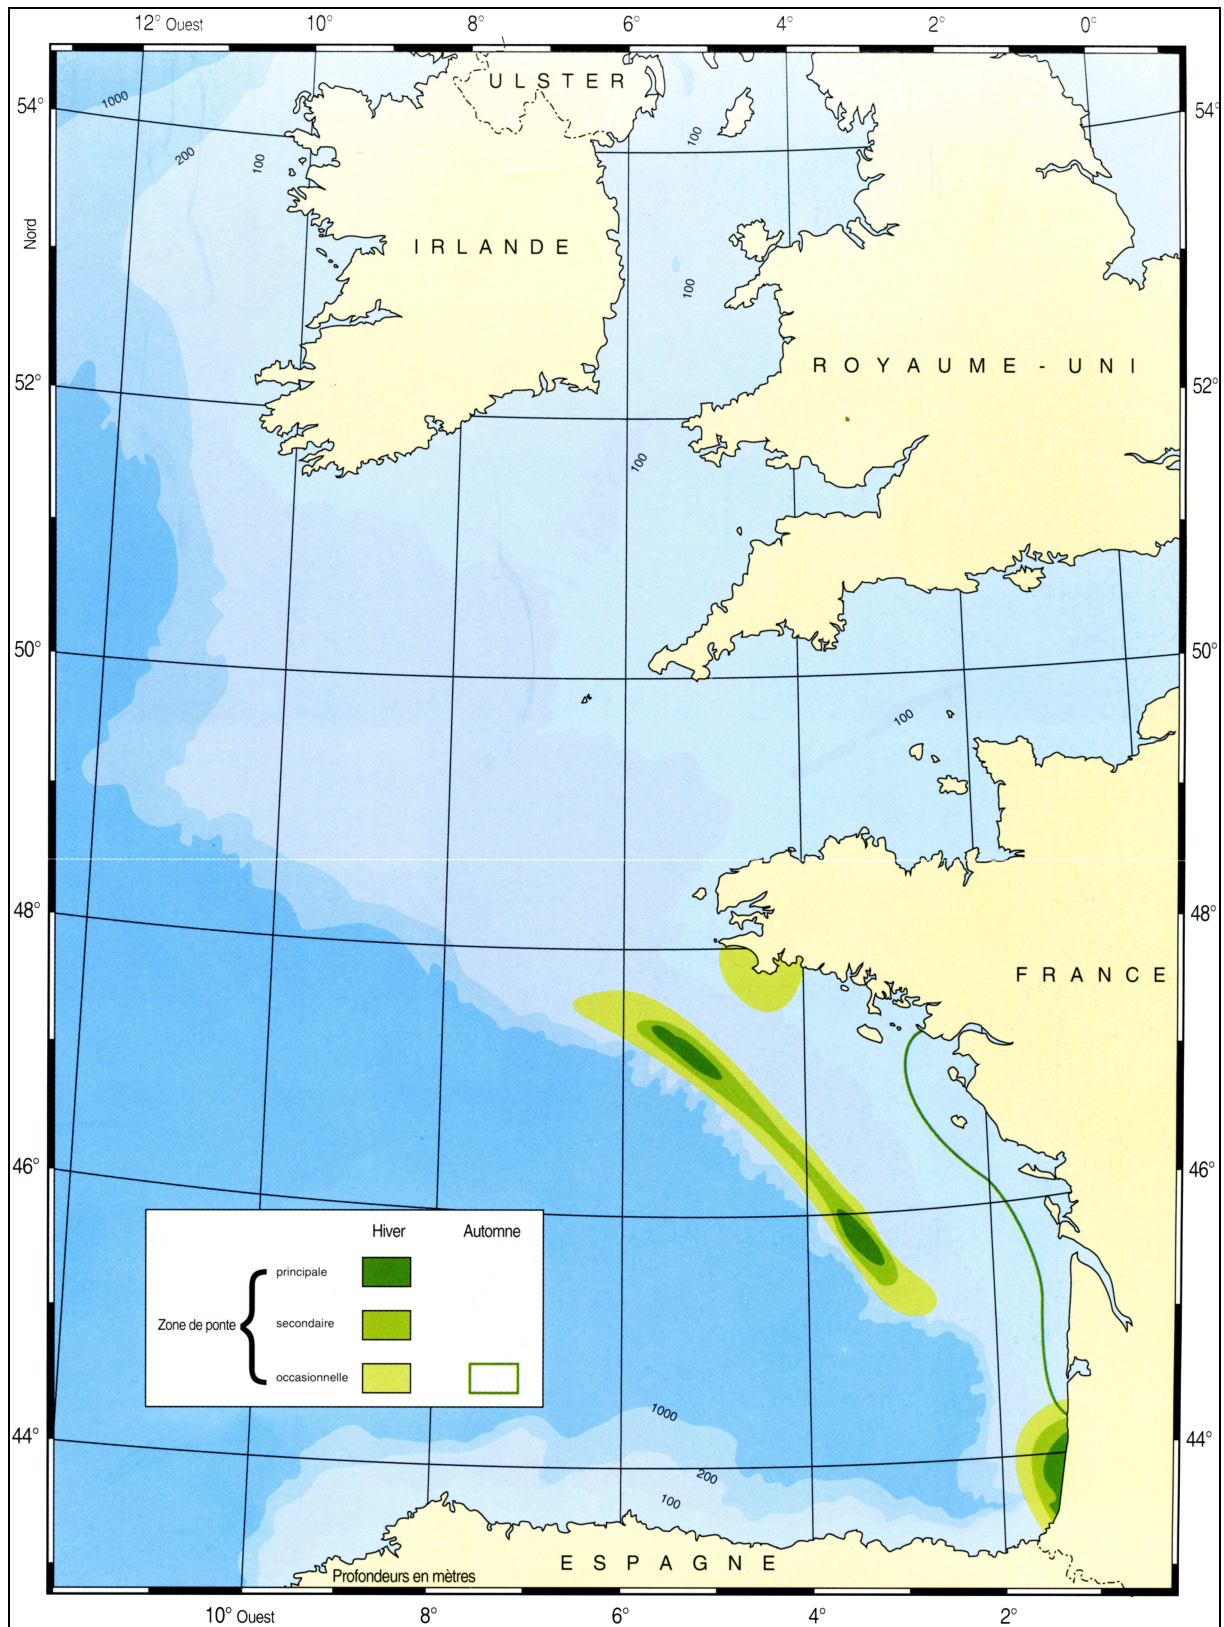 12° Ouest 10° 8° 6° 4° 2° 0°
ULSTER
54° 1000 54°
100
200 100
Nord
IRLANDE
100
ROYAUME - UNI
52° 52°
100
50° 50°
100
48° 48°
FRANCE
46° 46°
Hiver Automne
principale
Zone de ponte secondaire
occasionnelle
1000
44° 44°
200
100
ESPAGNE
Profondeurs en mètres
10° Ouest 8° 6° 4° 2°